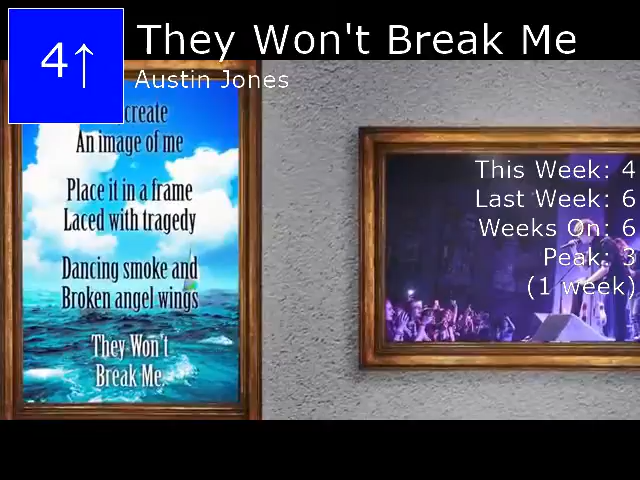 4↑
They Won't Break Me
Austin Jones
create
An image of me
Place it in a frame
Laced with tragedy
Dancing smoke and
Broken angel wings
They Won't
Break Me.
This Week: 4
Last Week: 6
Weeks On: 6
Peak: 3
(1 week)